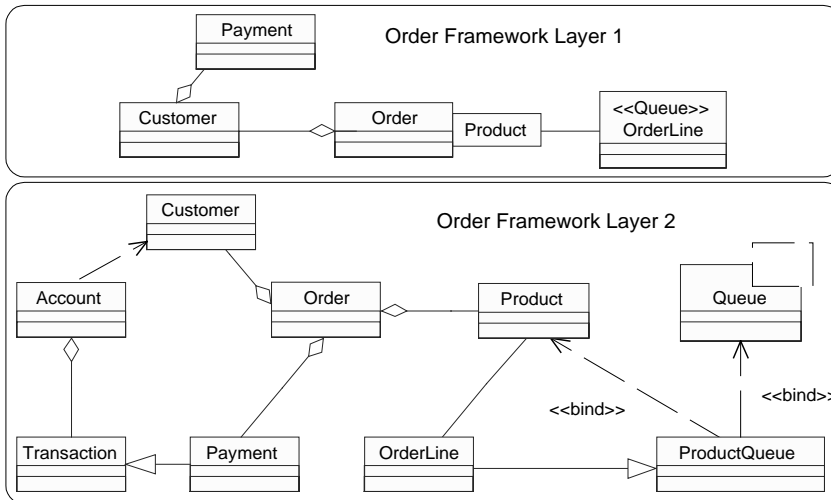 Payment
Order Framework Layer 1
Customer
Order
Product
<<Queue>>
OrderLine
Customer
Order Framework Layer 2
Account
Order
Product
Queue
<<bind>>
<<bind>>
Transaction
Payment
OrderLine
ProductQueue